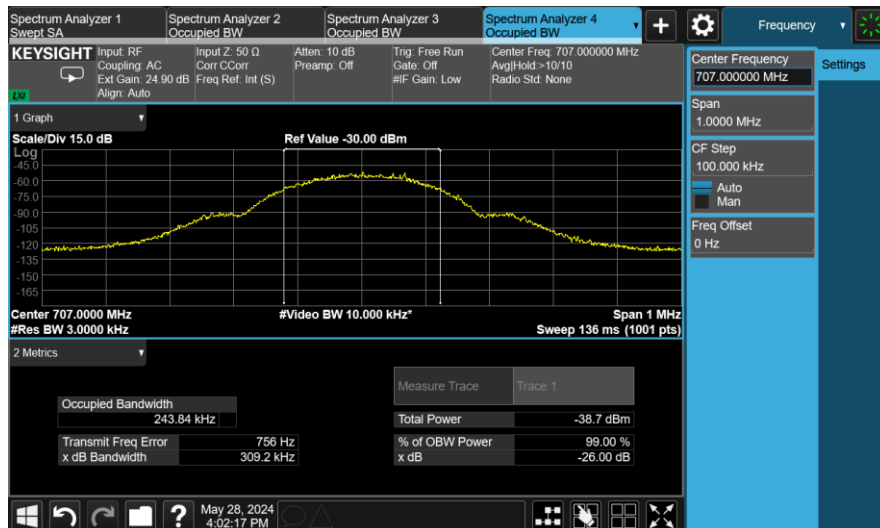 Spectrum Analyzer 1
Swept SA
Spectrum Analyzer 2
Occupied BW
Spectrum Analyzer 3
Occupied BW
Spectrum Analyzer 4
Occupied BW
Frequency
KEYSIGHT
Input: RF
Coupling: AC
Ext Gain: 24.90 dB
Align: Auto
Input Z: 50 Ω
Corr CCorr
Freq Ref: Int (S)
Atten: 10 dB
Preamp: Off
Trig: Free Run
Gate: Off
#IF Gain: Low
Center Freq: 707.000000 MHz
Avg|Hold:>10/10
Radio Std: None
LXI
1 Graph
Scale/Div 15.0 dB
Ref Value -30.00 dBm
Log
-45.0
-60.0
-75.0
-90.0
-105
-120
-135
-150
-165
Center 707.0000 MHz
#Video BW 10.000 kHz*
Span 1 MHz
#Res BW 3.0000 kHz
Sweep 136 ms (1001 pts)
2 Metrics
Measure Trace
Trace 1
Occupied Bandwidth
243.84 kHz
Total Power
-38.7 dBm
Transmit Freq Error
756 Hz
% of OBW Power
99.00 %
x dB Bandwidth
309.2 kHz
x dB
-26.00 dB
Center Frequency
707.000000 MHz
Settings
Span
1.0000 MHz
CF Step
100.000 kHz
Auto
Man
Freq Offset
0 Hz
?
May 28, 2024
4:02:17 PM